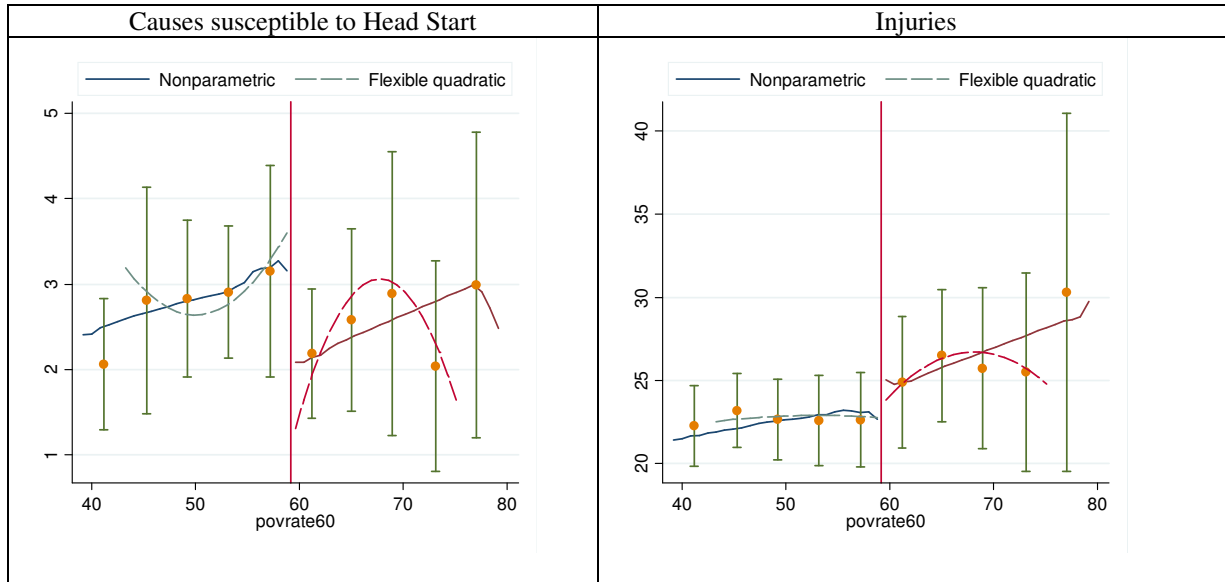 Causes susceptible to Head Start
Injuries
Nonparametric Flexible quadratic
5
4
3
2
1
40 50 60 70 80
povrate60
Nonparametric Flexible quadratic
40
35
30
25
20
40 50 60 70 80
povrate60